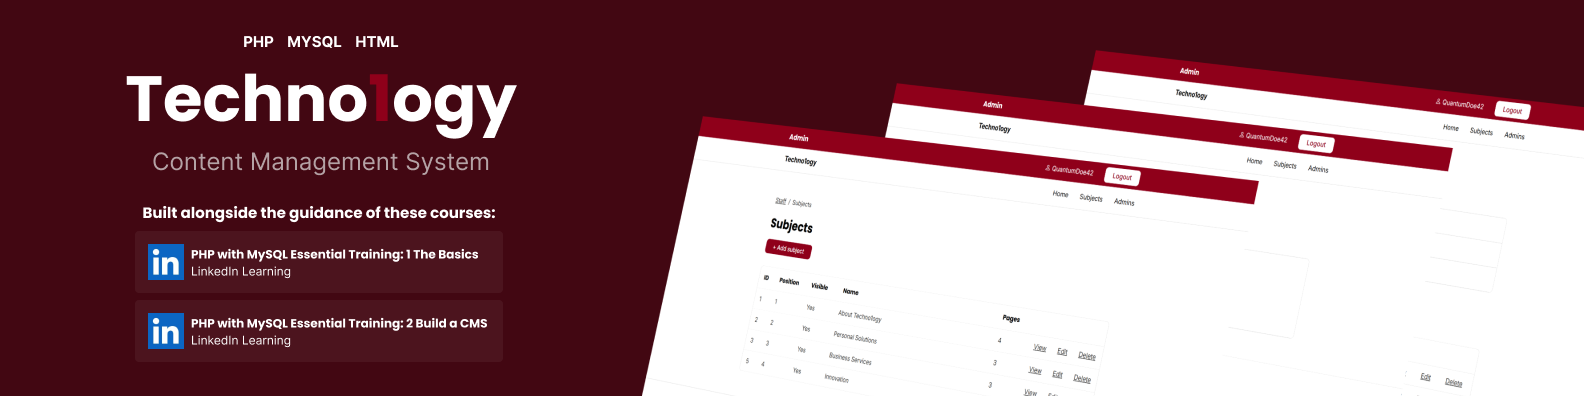 PHP MYSQL HTML
Techno1ogy
Content Management System
Built alongside the guidance of these courses:
in PHP with MySQL Essential Training: 1 The Basics
LinkedIn Learning
in PHP with MySQL Essential Training: 2 Build a CMS
LinkedIn Learning
Admin
QuantumDoe42 Logout
Techno1ogy
Home Subjects Admins
Staff / Subjects
Subjects
+ Add subject
ID Position Visible Name Pages
1 1 Yes About Techno1ogy 4 View Edit Delete
2 2 Yes Personal Solutions 3 View Edit Delete
3 3 Yes Business Services 3 View Edit
5 4 Yes Innovation
Admin
QuantumDoe42 Logout
Techno1ogy
Home Subjects Admins
Admin
QuantumDoe42 Logout
Techno1ogy
Home Subjects Admins
Edit Delete